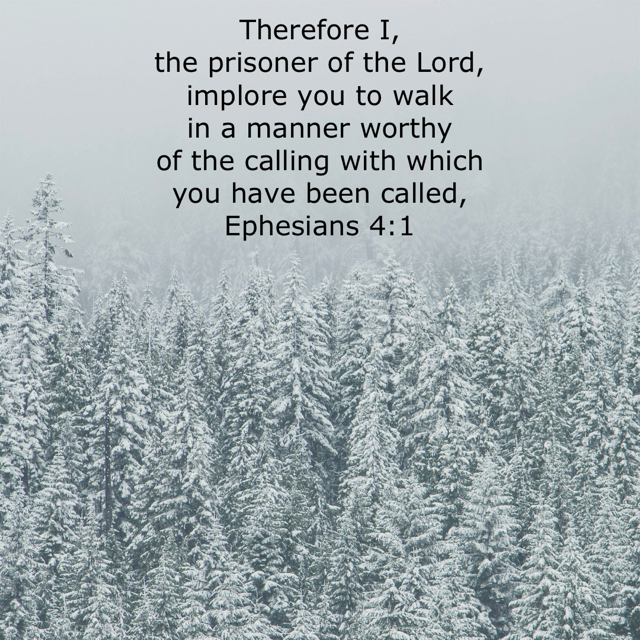 Therefore I,
the prisoner of the Lord,
implore you to walk
in a manner worthy
of the calling with which
you have been called,
Ephesians 4:1